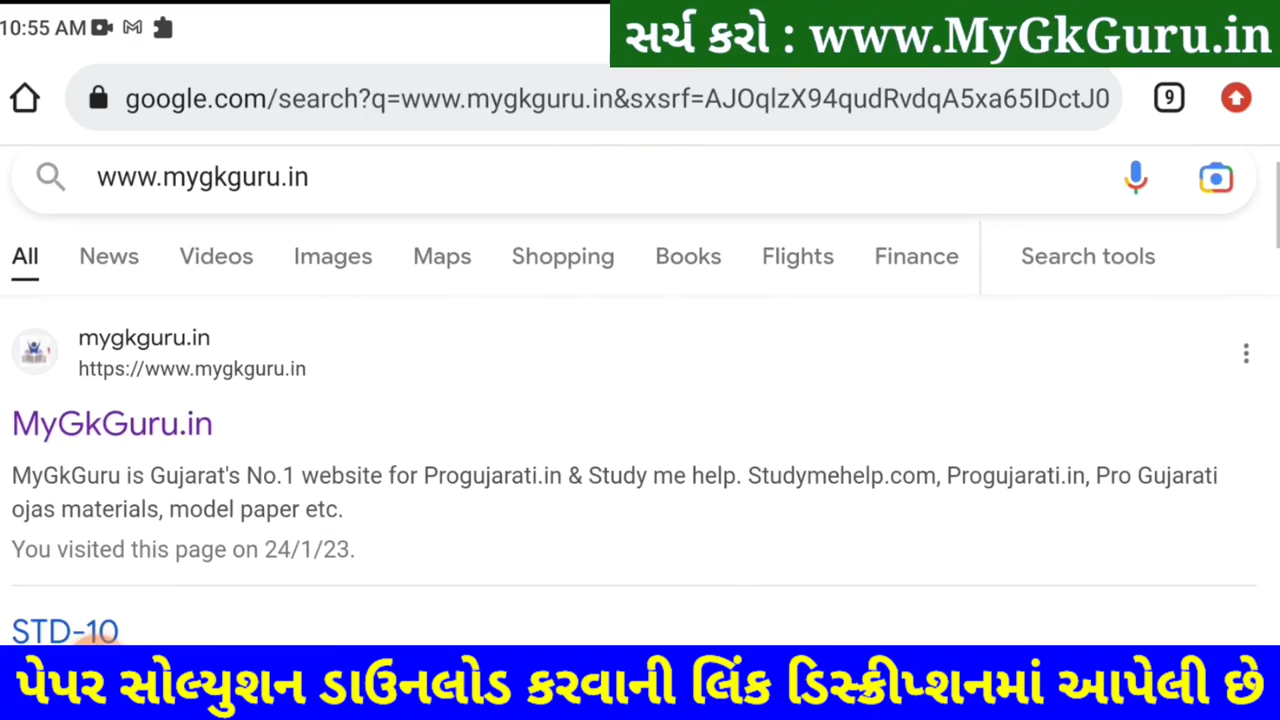 10:55 AM
સર્ચ કરો : www.MyGkGuru.in
google.com/search?q=www.mygkguru.in&sxsrf=AJOqlzX94qudRvdqA5xa65IDctJ0
9
www.mygkguru.in
All News Videos Images Maps Shopping Books Flights Finance Search tools
mygkguru.in
https://www.mygkguru.in
MyGkGuru.in
MyGkGuru is Gujarat's No.1 website for Progujarati.in & Study me help. Studymehelp.com, Progujarati.in, Pro Gujarati
ojas materials, model paper etc.
You visited this page on 24/1/23.
STD-10
પેપર સોલ્યુશન ડાઉનલોડ કરવાની લિંક ડિસ્ક્રીપ્શનમાં આપેલી છે